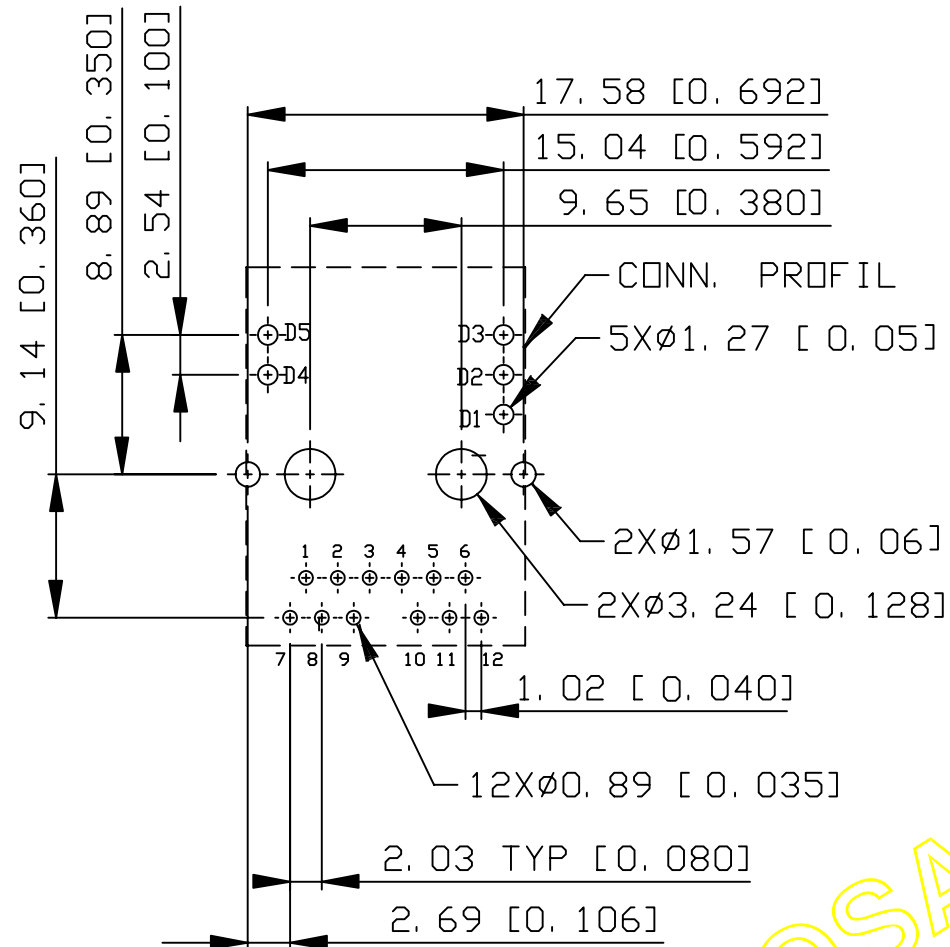 17.58 [0.692]
15.04 [0.592]
9.65 [0.380]
8.89 [0.350]
2.54 [0.100]
9.14 [0.360]
CONN. PROFIL
5XØ1.27 [0.05]
D5
D3
D4
D2
D1
2XØ1.57 [0.06]
1 2 3 4 5 6
2XØ3.24 [0.128]
7 8 9 10 11 12
1.02 [0.040]
12XØ0.89 [0.035]
2.03 TYP [0.080]
2.69 [0.106]
OSA